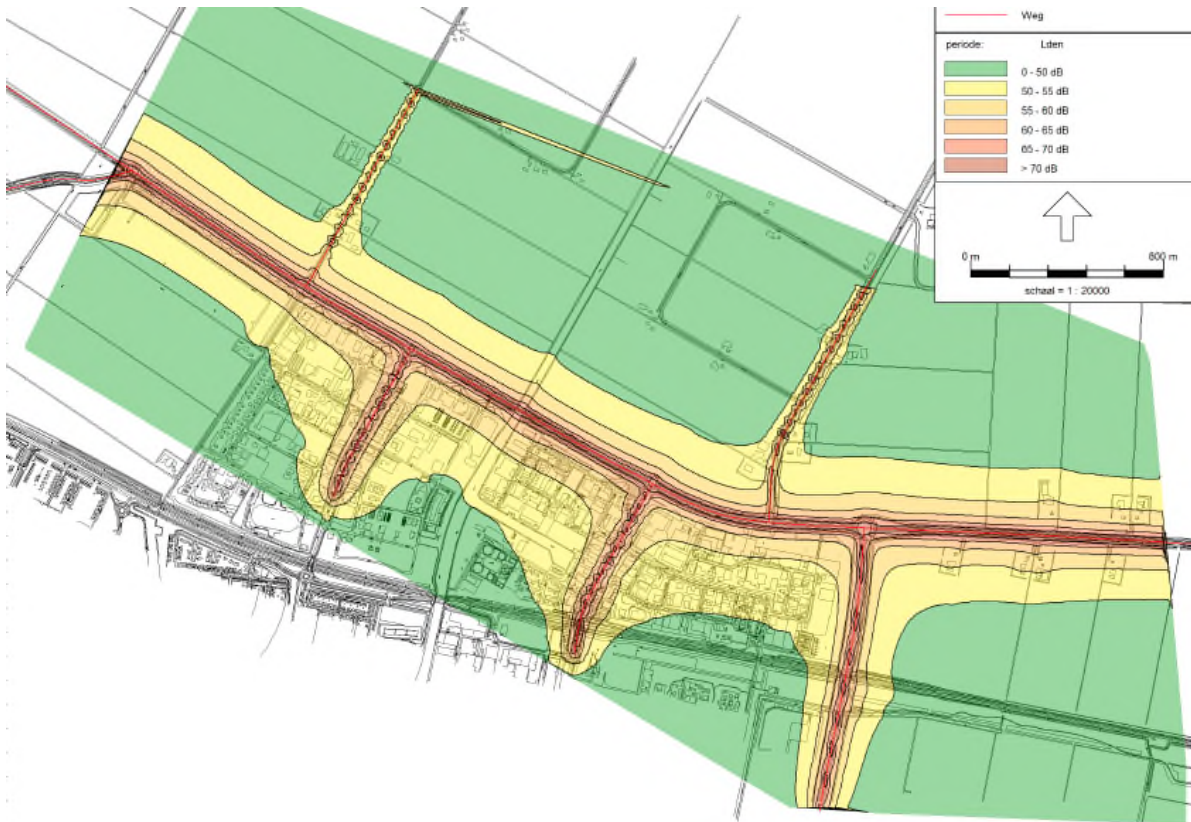 Weg
periode: Lden
0 - 50 dB
50 - 55 dB
55 - 60 dB
60 - 65 dB
65 - 70 dB
> 70 dB
0 m 800 m
schaal = 1 : 20000